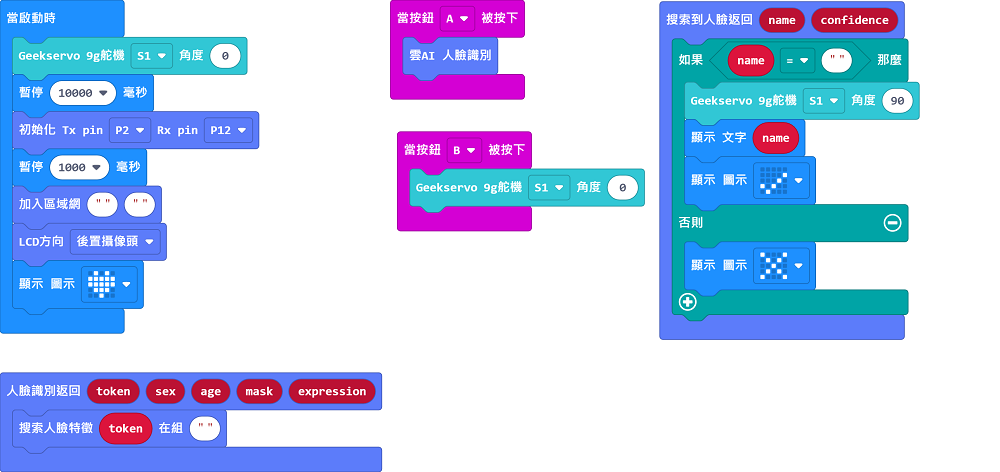 當啟動時
Geekservo 9g舵機 S1 角度 0
暫停 10000 毫秒
初始化 Tx pin P2 Rx pin P12
暫停 1000 毫秒
加入區域網 " " " "
LCD方向 後置攝像頭
顯示 圖示
當按鈕 A 被按下
雲AI 人臉識別
當按鈕 B 被按下
Geekservo 9g舵機 S1 角度 0
搜索到人臉返回 name confidence
如果 name = " " 那麼
Geekservo 9g舵機 S1 角度 90
顯示 文字 name
顯示 圖示
否則
顯示 圖示
人臉識別返回 token sex age mask expression
搜索人臉特徵 token 在組 " "